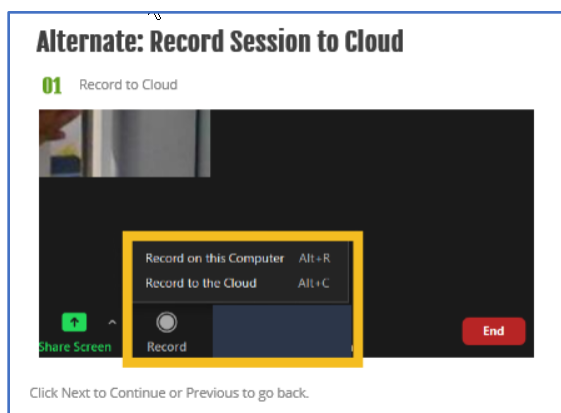 Alternate: Record Session to Cloud
01 Record to Cloud
Record on this Computer Alt+R
Record to the Cloud Alt+C
Share Screen Record End
Click Next to Continue or Previous to go back.